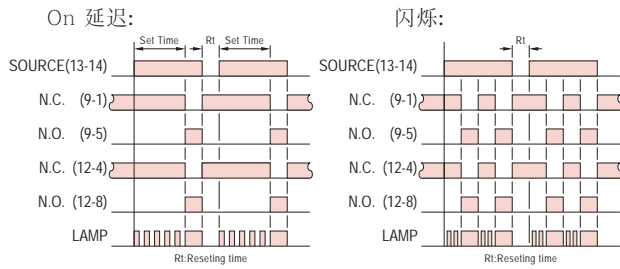 On 延迟:
Set Time
Rt
Set Time
SOURCE(13-14)
N.C. (9-1)
N.O. (9-5)
N.C. (12-4)
N.O. (12-8)
LAMP
Rt:Reseting time
闪烁:
Rt
SOURCE(13-14)
N.C. (9-1)
N.O. (9-5)
N.C. (12-4)
N.O. (12-8)
LAMP
Rt:Reseting time